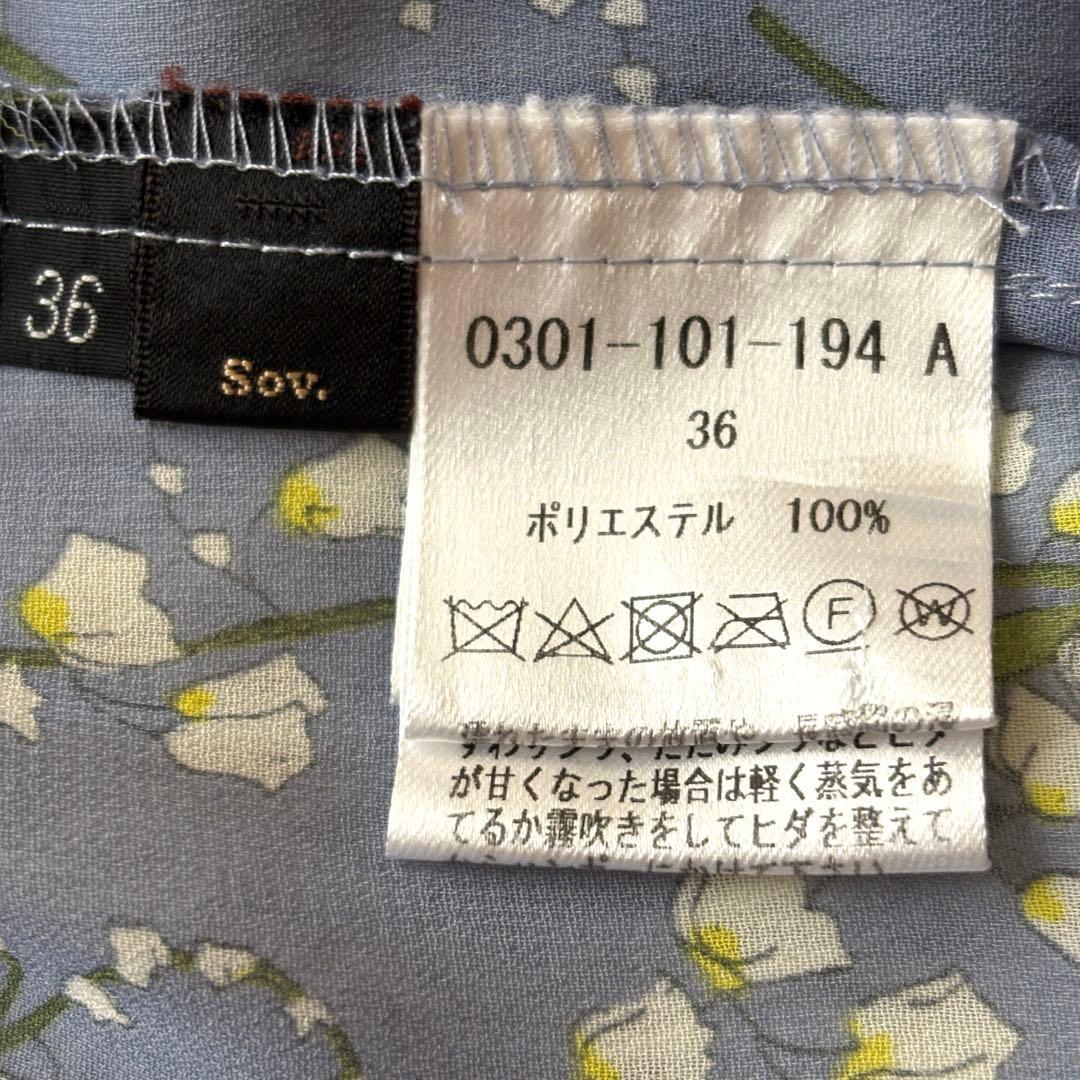 36
Sov.
0301-101-194 A
36
ポリエステル 100%
F
W
が甘くなった場合は軽く蒸気をあ
てるか霧吹きをしてヒダを整えて